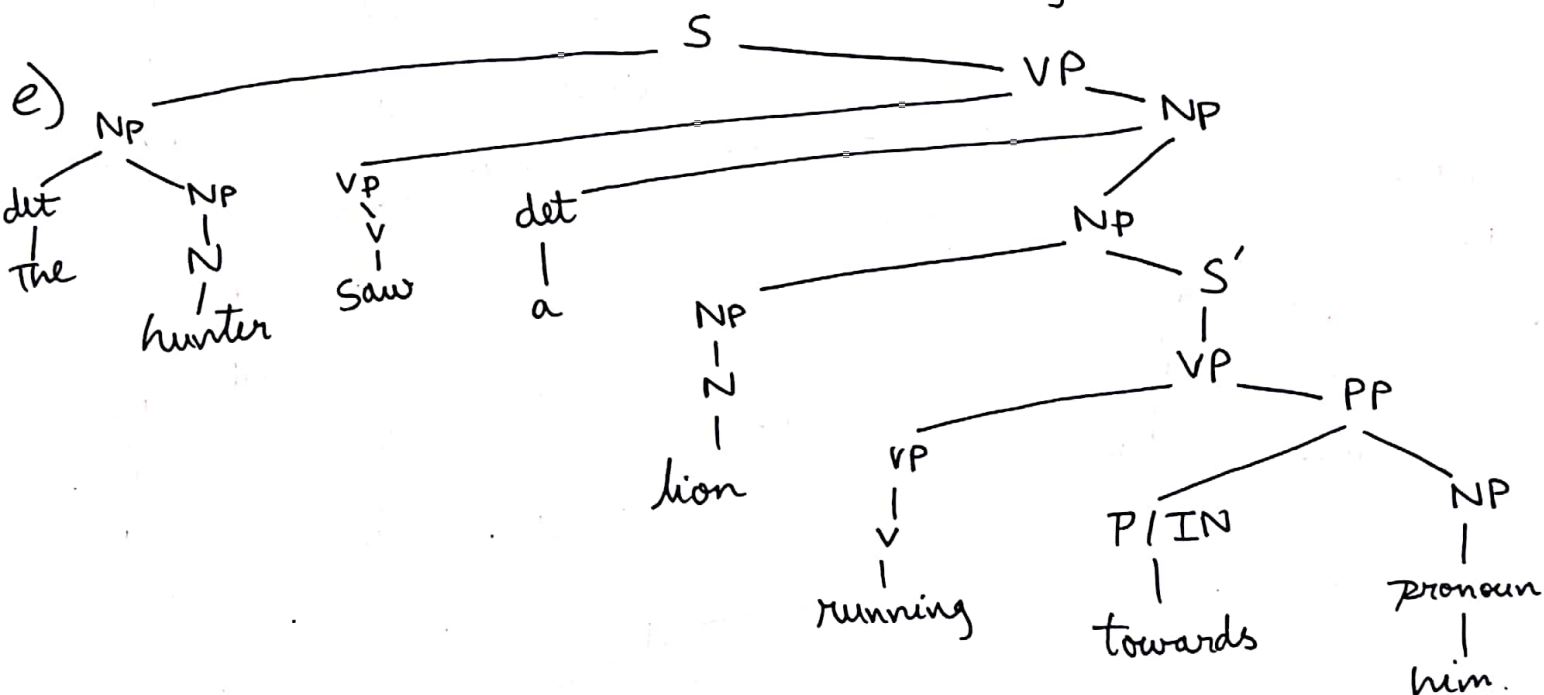 S
e)
VP
NP
NP
det
NP
VP
det
NP
The
N
V
S'
hunter
saw
a
NP
N
VP
PP
lion
VP
NP
V
P/IN
running
pronoun
towards
him.